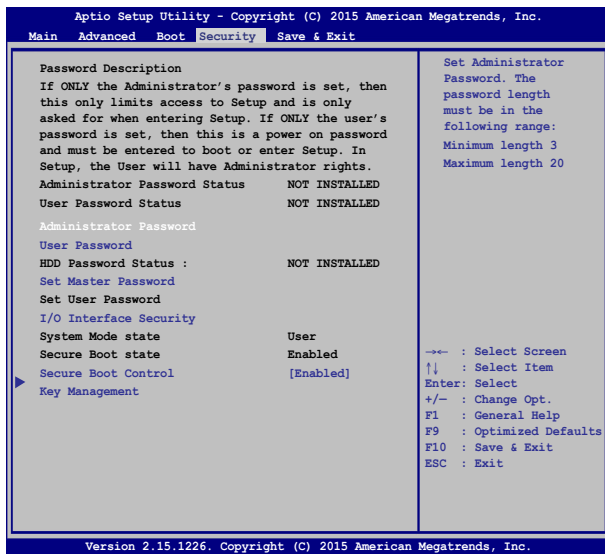 Aptio Setup Utility - Copyright (C) 2015 American Megatrends, Inc.
Main Advanced Boot Security Save & Exit
Password Description
If ONLY the Administrator's password is set, then
this only limits access to Setup and is only
asked for when entering Setup. If ONLY the user's
password is set, then this is a power on password
and must be entered to boot or enter Setup. In
Setup, the User will have Administrator rights.
Administrator Password Status NOT INSTALLED
User Password Status NOT INSTALLED
Administrator Password
User Password
HDD Password Status : NOT INSTALLED
Set Master Password
Set User Password
I/O Interface Security
System Mode state User
Secure Boot state Enabled
Secure Boot Control [Enabled]
Key Management
Set Administrator
Password. The
password length
must be in the
following range:
Minimum length 3
Maximum length 20
→← : Select Screen
↑↓ : Select Item
Enter: Select
+/— : Change Opt.
F1 : General Help
F9 : Optimized Defaults
F10 : Save & Exit
ESC : Exit
Version 2.15.1226. Copyright (C) 2015 American Megatrends, Inc.